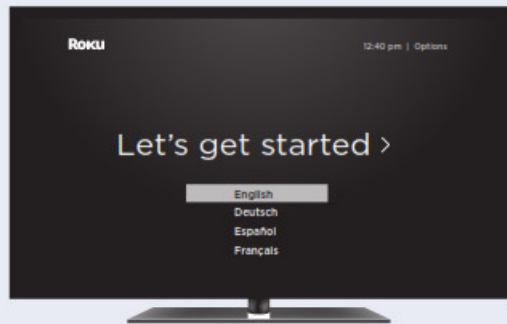 Roku
12:40 pm | Options
Let's get started >
English
Deutsch
Español
Français